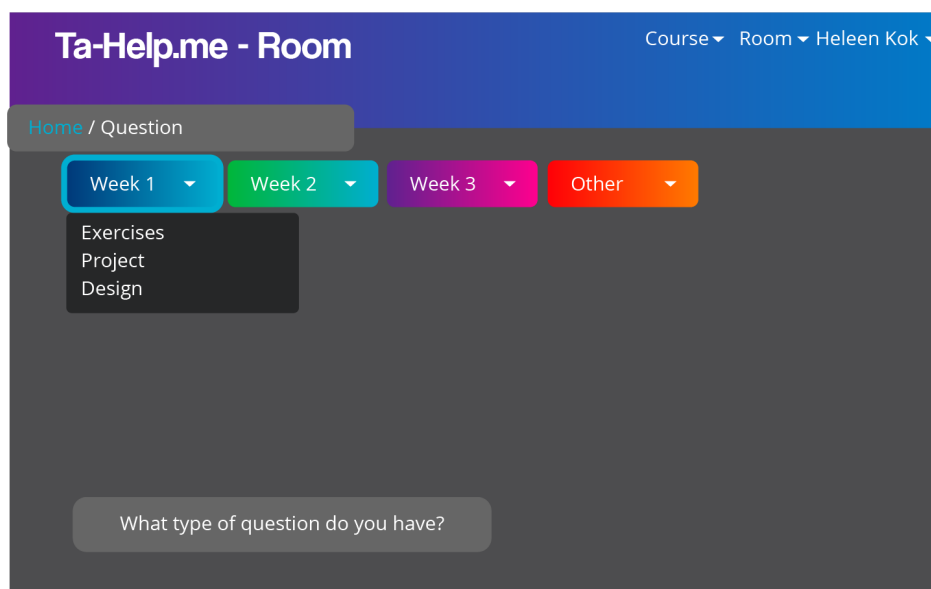 Ta-Help.me - Room
Course Room Heleen Kok
Home / Question
Week 1 Week 2 Week 3 Other
Exercises
Project
Design
What type of question do you have?